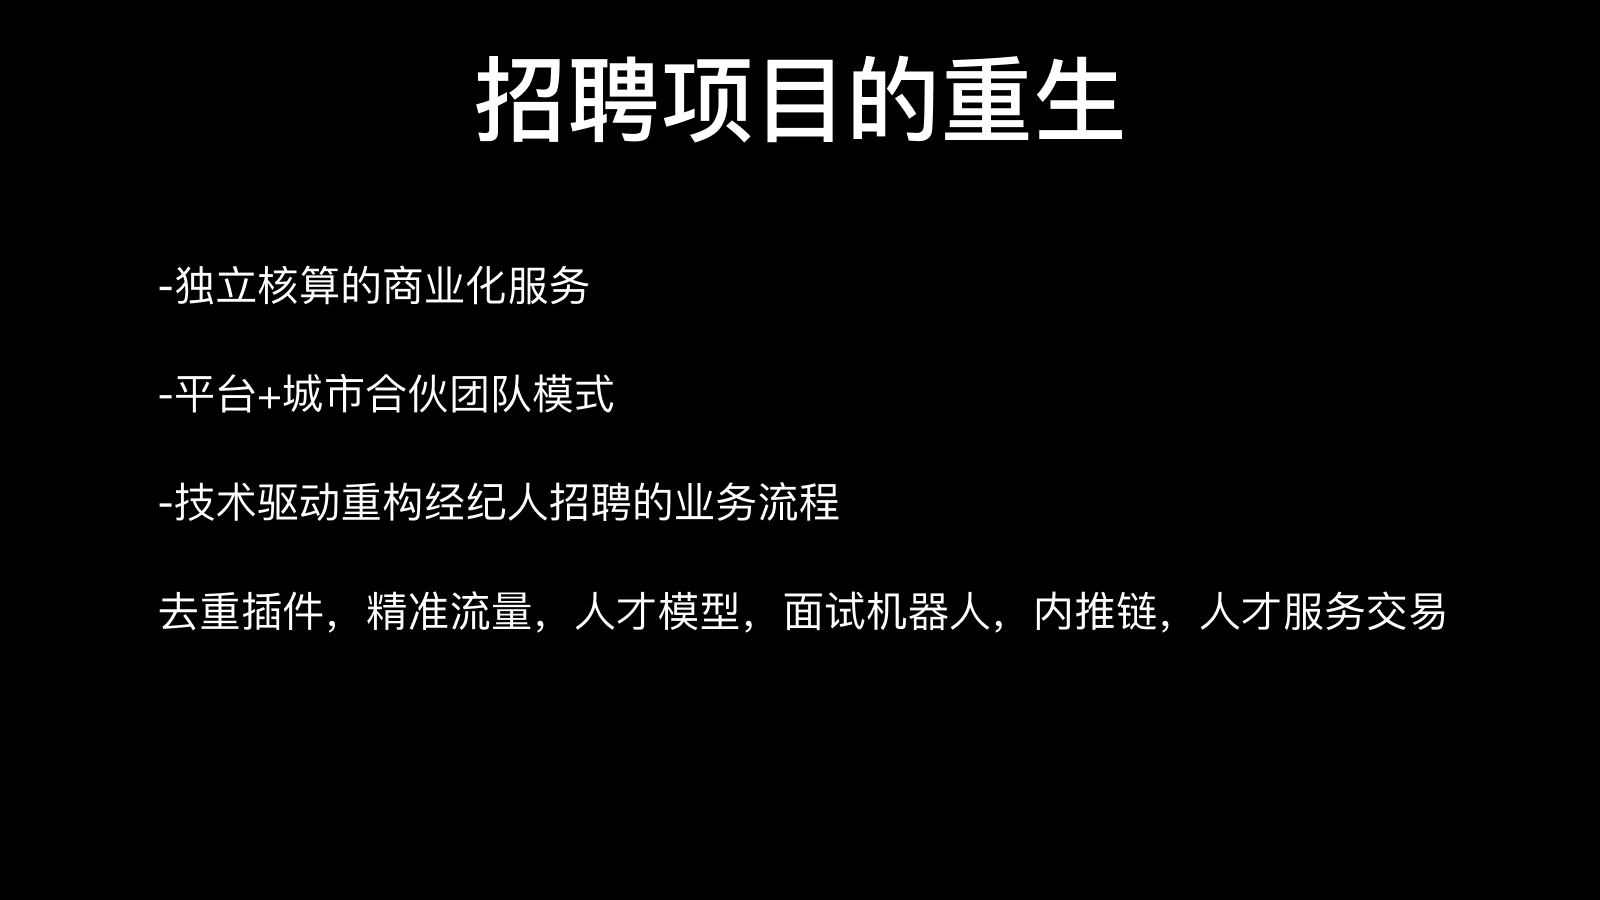 招聘项目的重生
-独立核算的商业化服务
-平台+城市合伙团队模式
-技术驱动重构经纪人招聘的业务流程
去重插件，精准流量，人才模型，面试机器人，内推链，人才服务交易